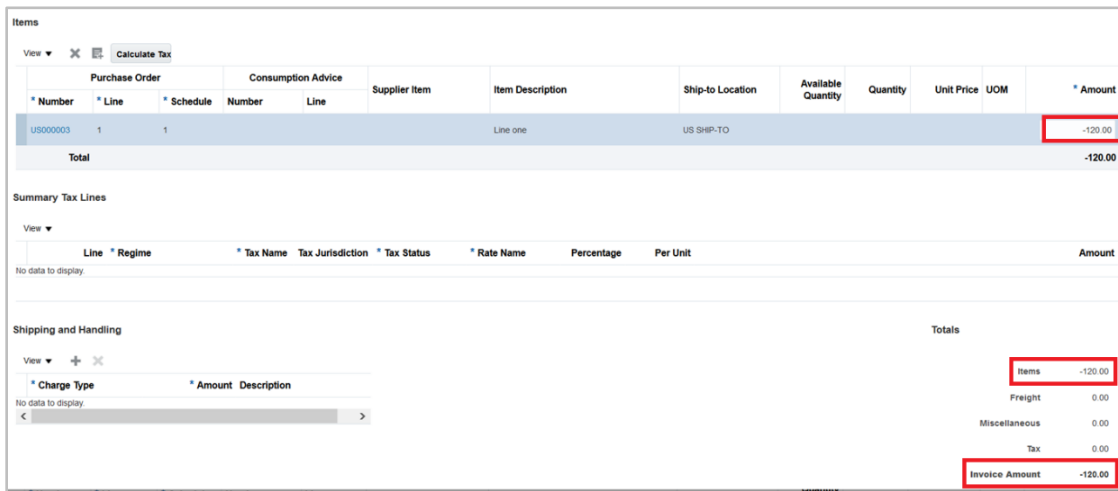 Items
View Calculate Tax
Purchase Order Consumption Advice Supplier Item Item Description Ship-to Location Available Quantity Quantity Unit Price UOM * Amount
* Number * Line * Schedule Number Line
US000003 1 1 Line one US SHIP-TO -120.00
Total -120.00
Summary Tax Lines
View
Line * Regime * Tax Name Tax Jurisdiction * Tax Status * Rate Name Percentage Per Unit Amount
No data to display.
Shipping and Handling Totals
View
Items -120.00
* Charge Type * Amount Description
Freight 0.00
No data to display.
Miscellaneous 0.00
Tax 0.00
Invoice Amount -120.00